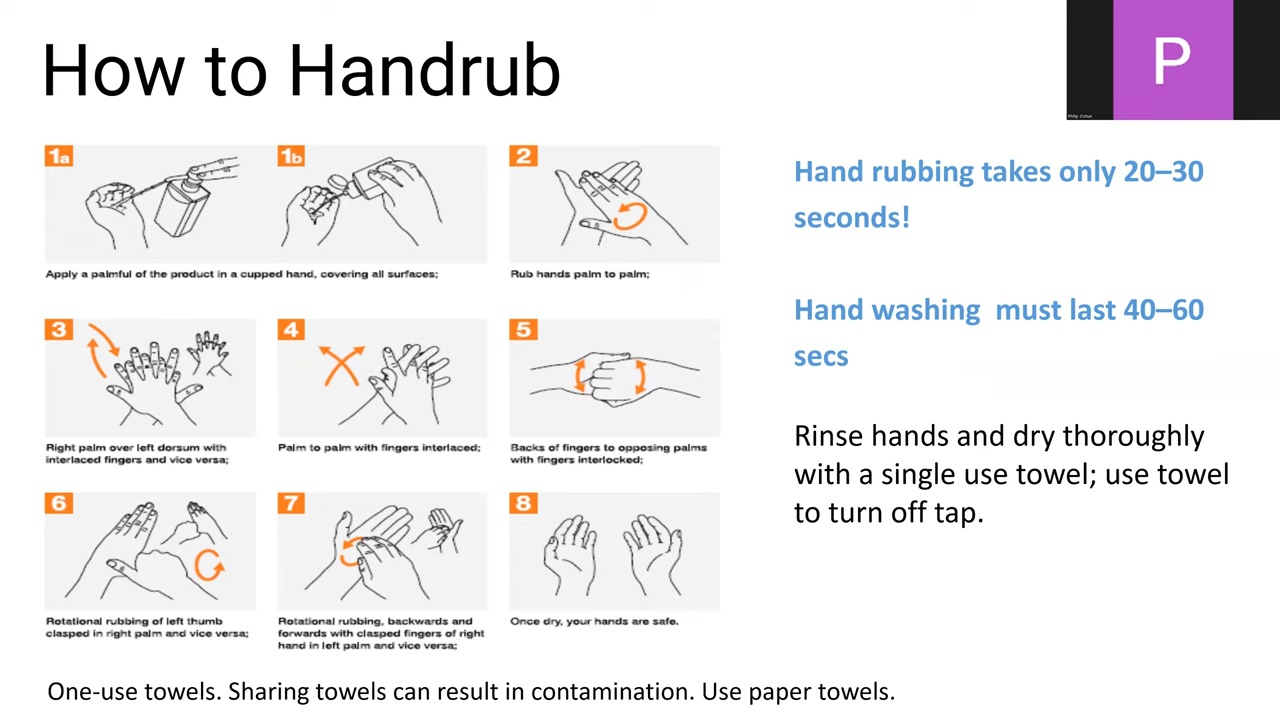 How to Handrub
P
Philip Ochuo
1a
1b
2
Apply a palmful of the product in a cupped hand, covering all surfaces;
Rub hands palm to palm;
3
4
5
Right palm over left dorsum with
interlaced fingers and vice versa;
Palm to palm with fingers interlaced;
Backs of fingers to opposing palms
with fingers interlocked;
6
7
8
Rotational rubbing of left thumb
clasped in right palm and vice versa;
Rotational rubbing, backwards and
forwards with clasped fingers of right
hand in left palm and vice versa;
Once dry, your hands are safe.
Hand rubbing takes only 20–30
seconds!
Hand washing  must last 40–60
secs
Rinse hands and dry thoroughly
with a single use towel; use towel
to turn off tap.
One-use towels. Sharing towels can result in contamination. Use paper towels.